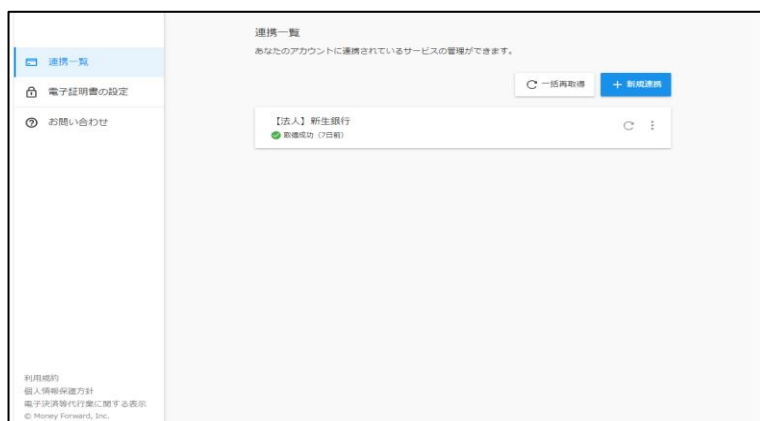 連携一覧
電子証明書の設定
お問い合わせ
利用規約
個人情報保護方針
電子決済等代行業に関する表示
© Money Forward, Inc.
連携一覧
あなたのアカウントに連携されているサービスの管理ができます。
一括再取得
+ 新規連携
【法人】新生銀行
取得成功（7日前）